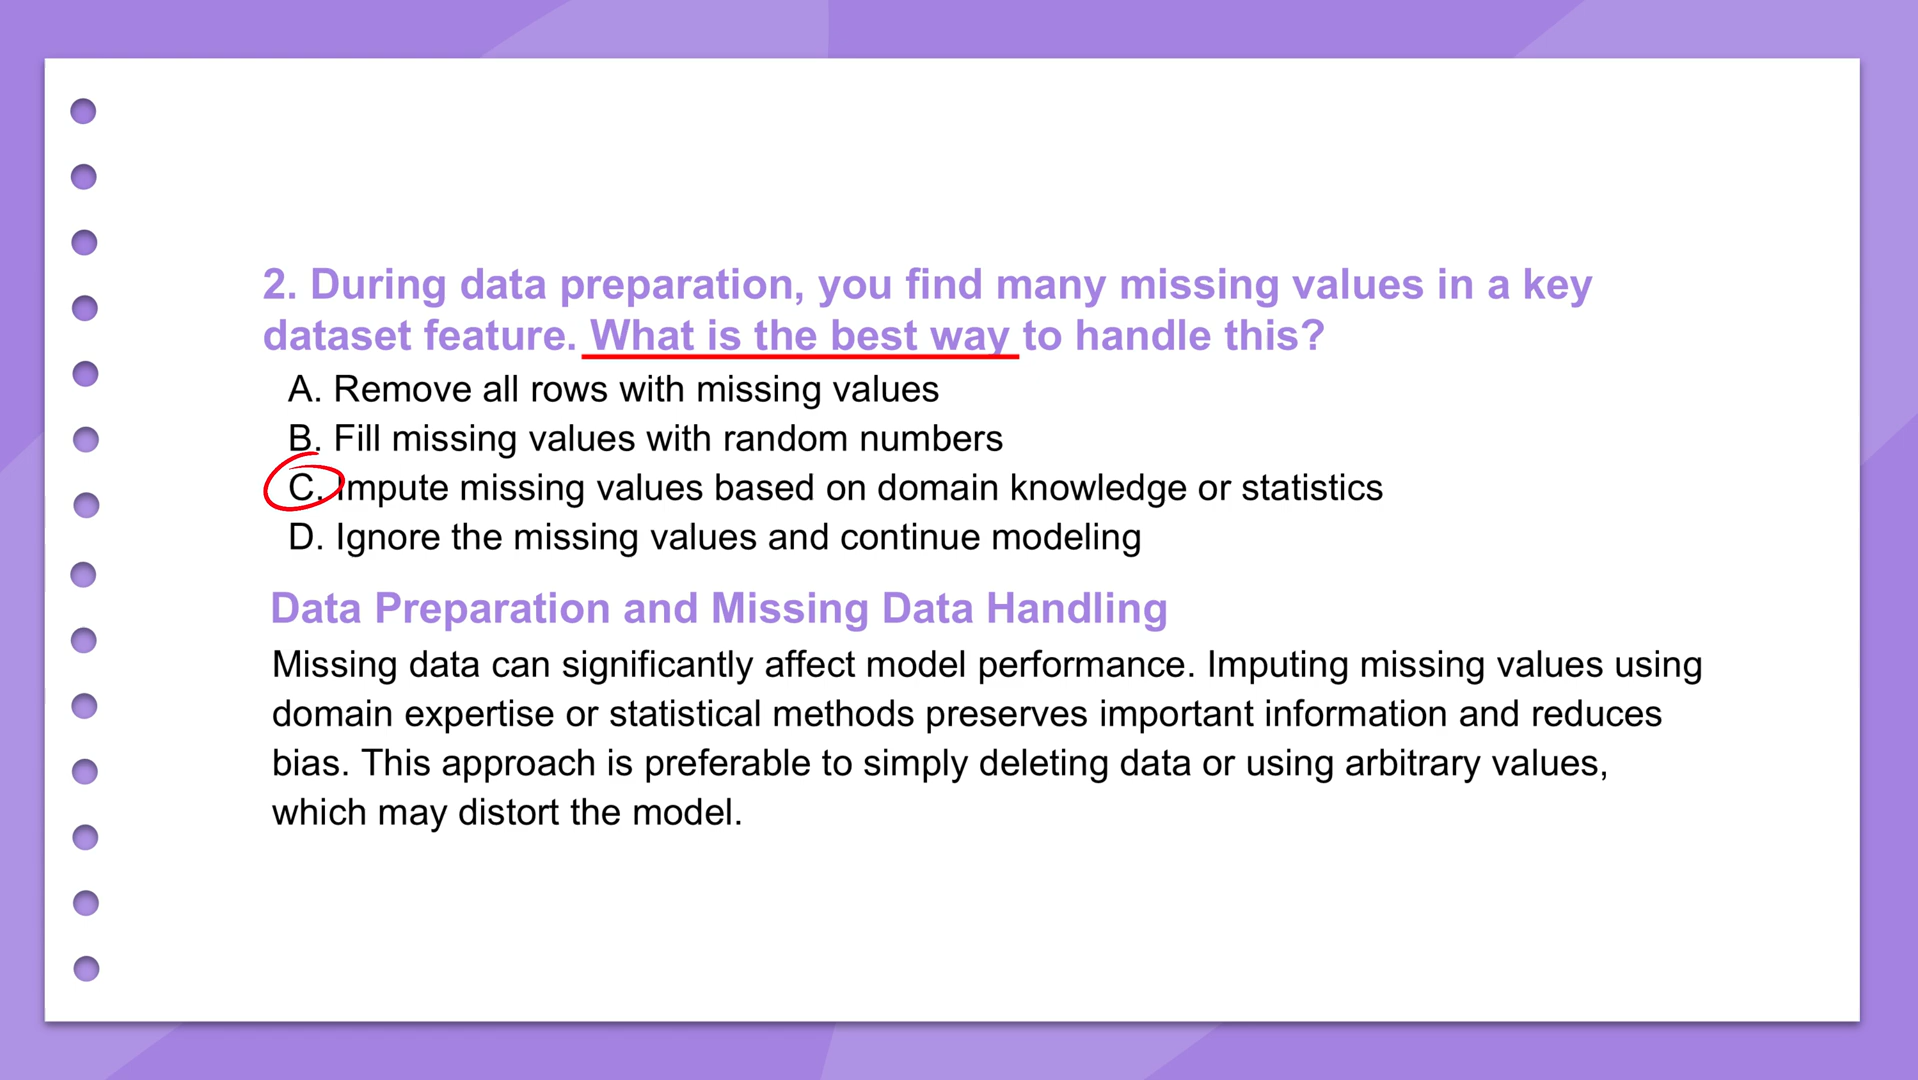 2. During data preparation, you find many missing values in a key
dataset feature. What is the best way to handle this?
A. Remove all rows with missing values
B. Fill missing values with random numbers
C. Impute missing values based on domain knowledge or statistics
D. Ignore the missing values and continue modeling
Data Preparation and Missing Data Handling
Missing data can significantly affect model performance. Imputing missing values using
domain expertise or statistical methods preserves important information and reduces
bias. This approach is preferable to simply deleting data or using arbitrary values,
which may distort the model.